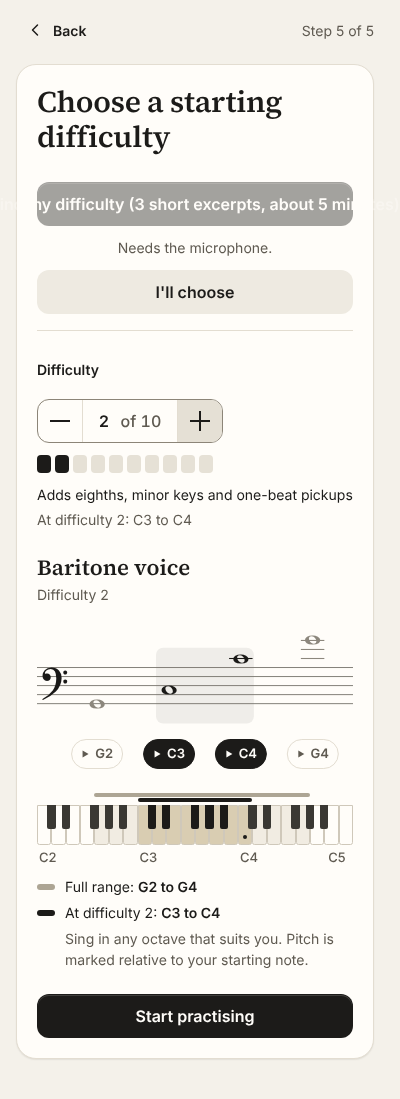 Back
Step 5 of 5
Choose a starting
difficulty
my difficulty (3 short excerpts, about 5
Needs the microphone.
I'll choose
Difficulty
2 of 10
Adds eighths, minor keys and one-beat pickups
At difficulty 2: C3 to C4
Baritone voice
Difficulty 2
G2 C3 C4 G4
C2 C3 C4 C5
Full range: G2 to G4
At difficulty 2: C3 to C4
Sing in any octave that suits you. Pitch is
marked relative to your starting note.
Start practising